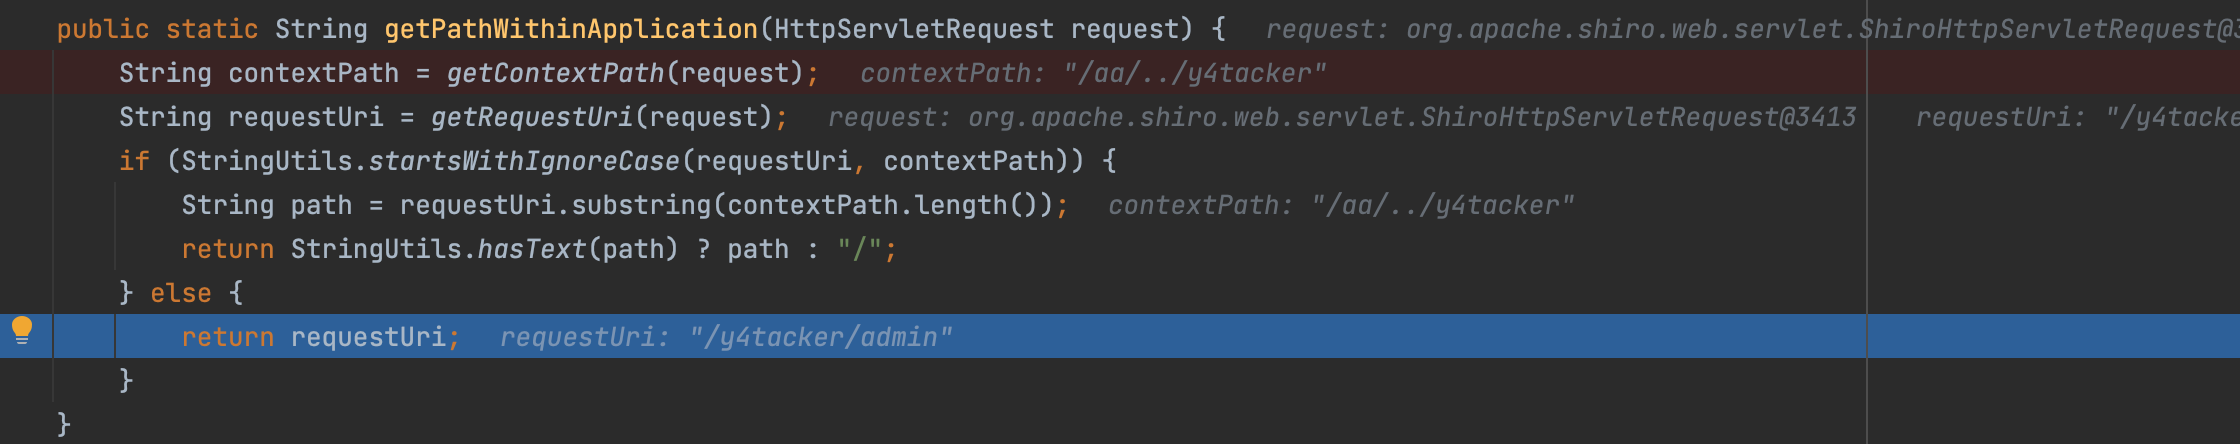 public static String getPathWithinApplication(HttpServletRequest request) {   request: org.apache.shiro.web.servlet.ShiroHttpServletRequest@3
String contextPath = getContextPath(request);   contextPath: "/aa/../y4tacker"
String requestUri = getRequestUri(request);   request: org.apache.shiro.web.servlet.ShiroHttpServletRequest@3413   requestUri: "/y4tacke
if (StringUtils.startsWithIgnoreCase(requestUri, contextPath)) {
String path = requestUri.substring(contextPath.length());   contextPath: "/aa/../y4tacker"
return StringUtils.hasText(path) ? path : "/";
} else {
return requestUri;   requestUri: "/y4tacker/admin"
}
}